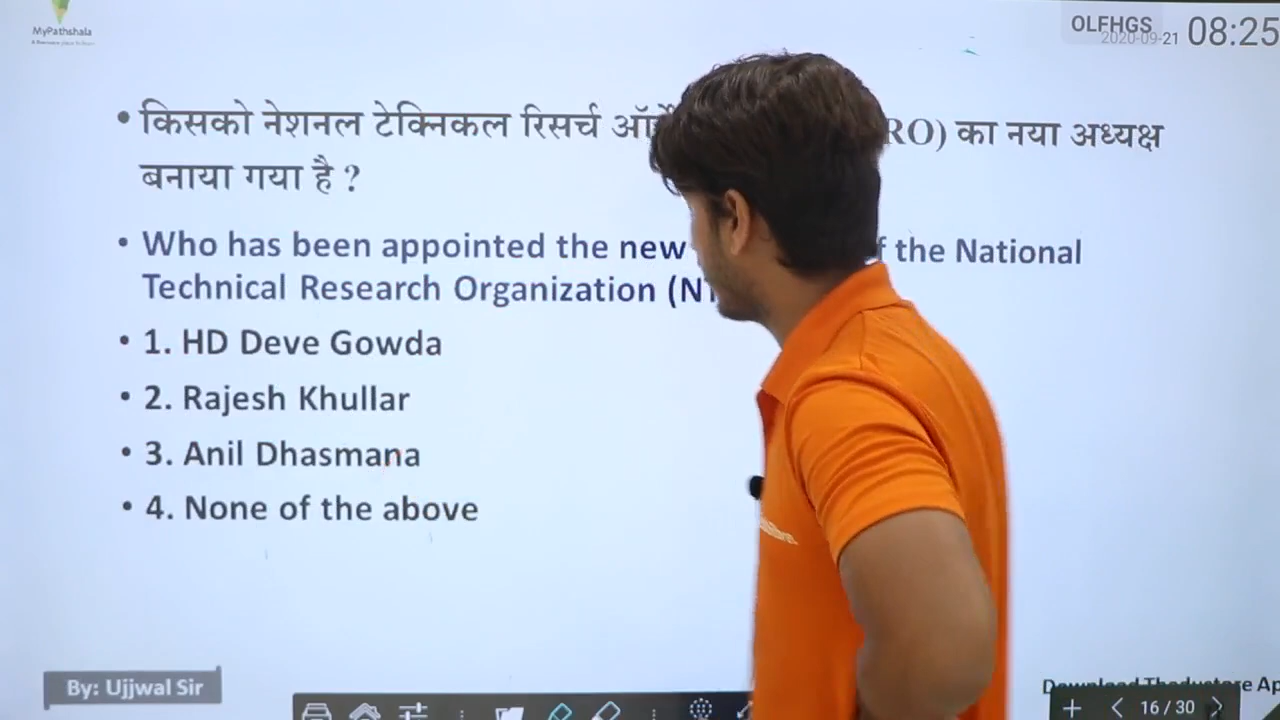 MyPathshala
OLFHGS
2020-09-21 08:25
• किसको नेशनल टेक्निकल रिसर्च RO) का नया अध्यक्ष
बनाया गया है ?
• Who has been appointed the new f the National
Technical Research Organization (NT
• 1. HD Deve Gowda
• 2. Rajesh Khullar
• 3. Anil Dhasmana
• 4. None of the above
By: Ujjwal Sir
16 / 30